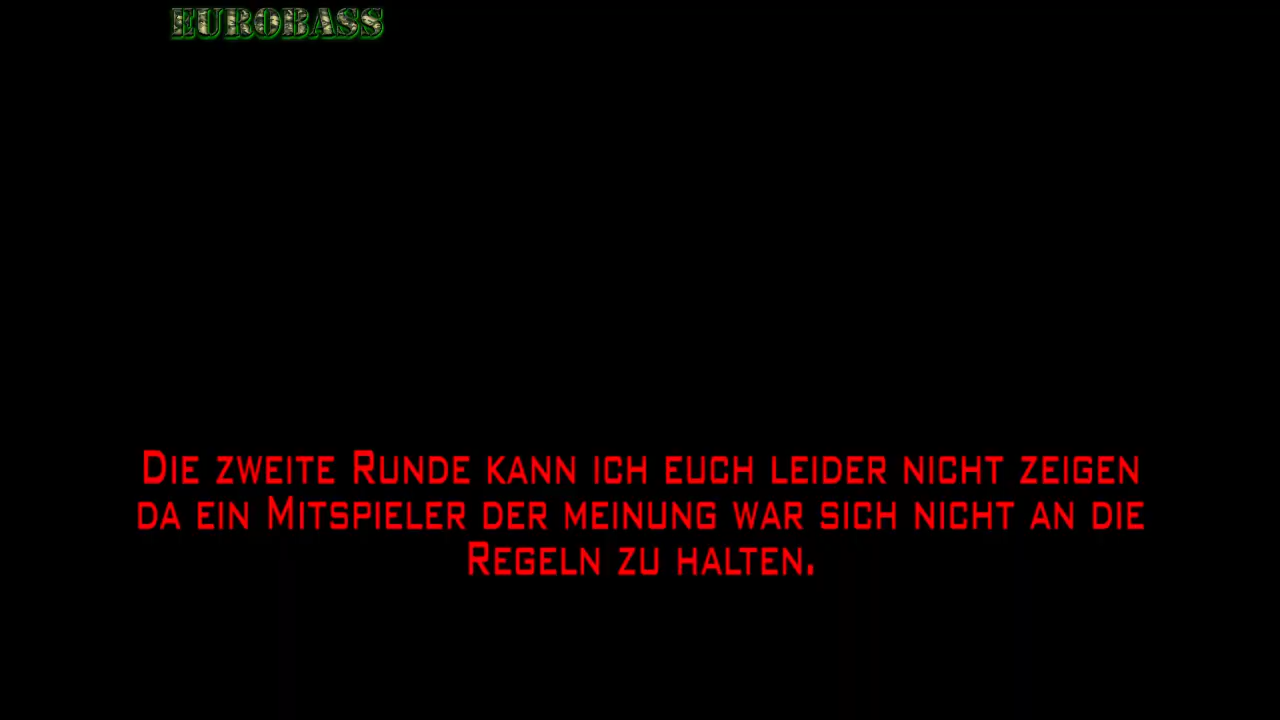 EUROBASS
Die zweite Runde kann ich euch leider nicht zeigen
da ein Mitspieler der meinung war sich nicht an die
Regeln zu halten.